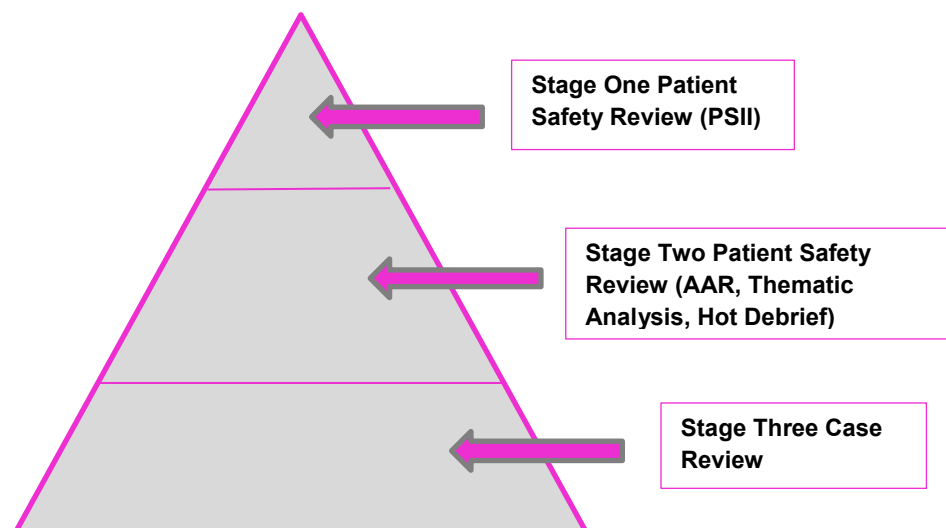 Stage One Patient
Safety Review (PSII)
Stage Two Patient Safety
Review (AAR, Thematic
Analysis, Hot Debrief)
Stage Three Case
Review